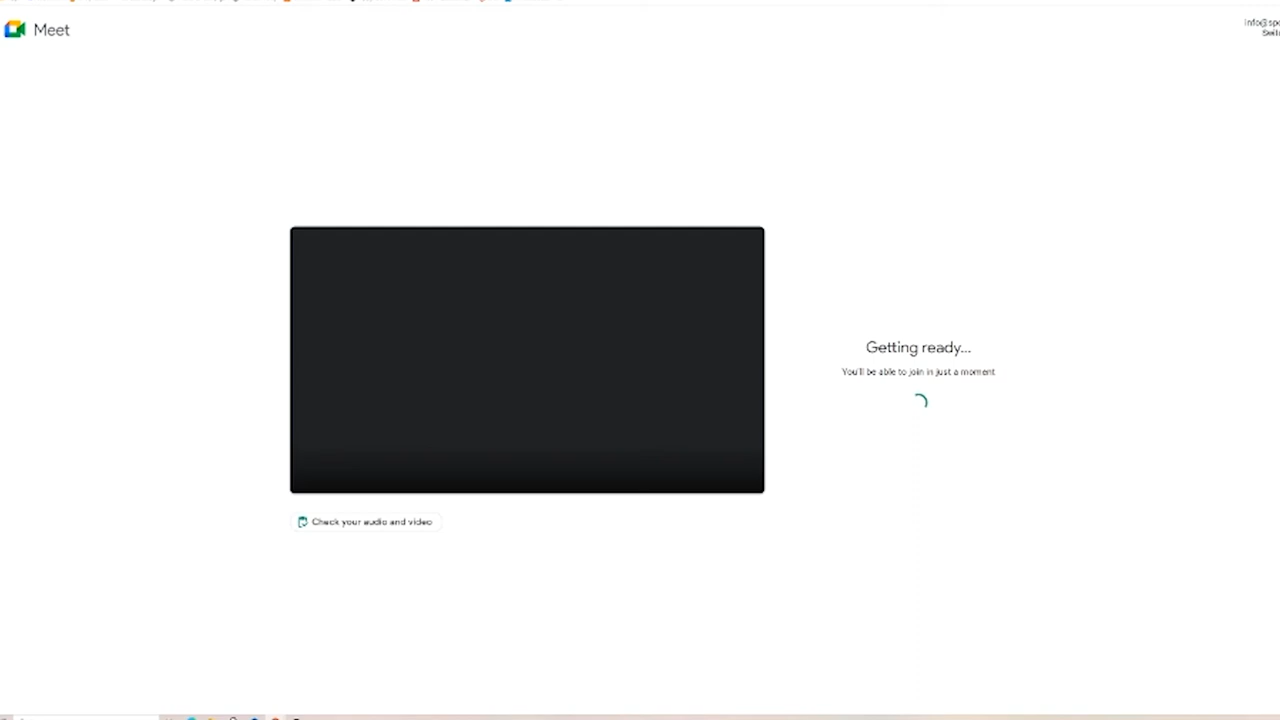 Meet
Getting ready...
You'll be able to join in just a moment
Check your audio and video